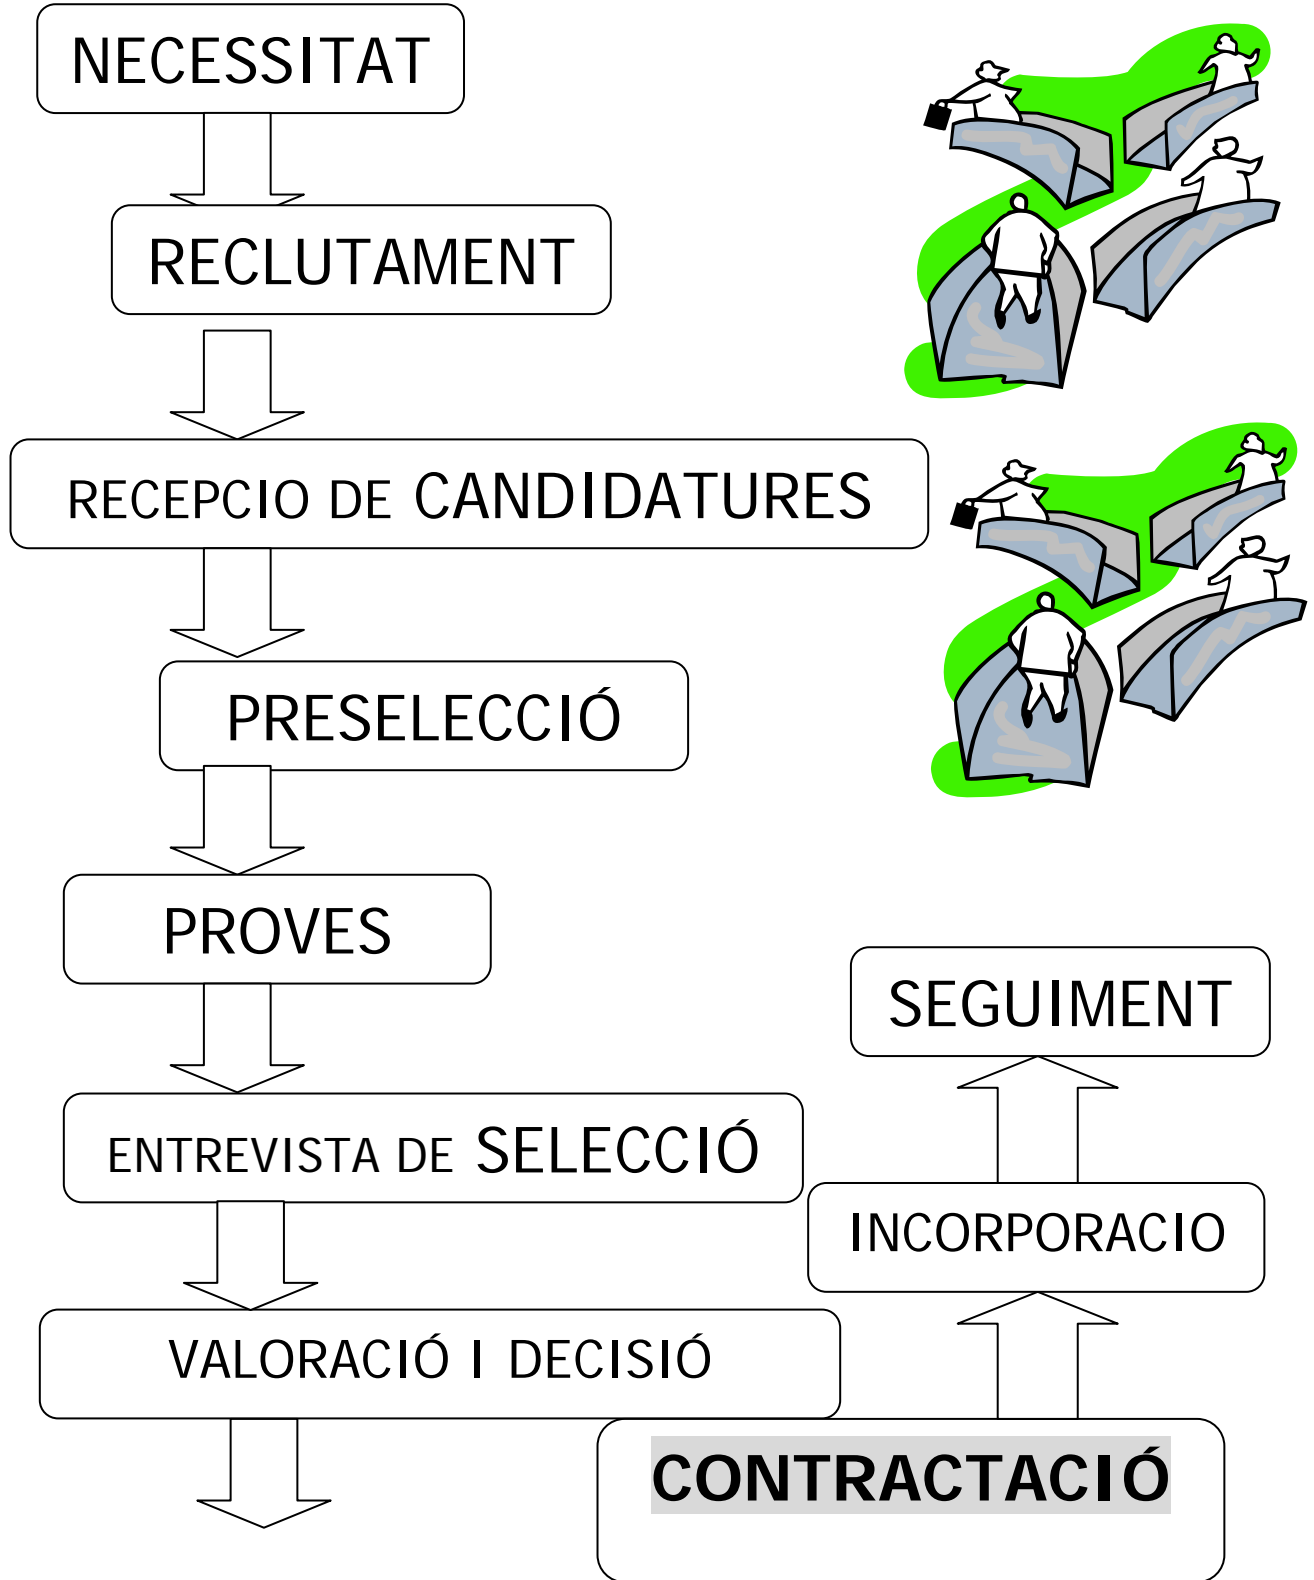 NECESSITAT
RECLUTAMENT
RECEPCIO DE CANDIDATURES
PRESELECCIÓ
PROVES
ENTREVISTA DE SELECCIÓ
VALORACIÓ I DECISIÓ
CONTRACTACIÓ
INCORPORACIO
SEGUIMENT